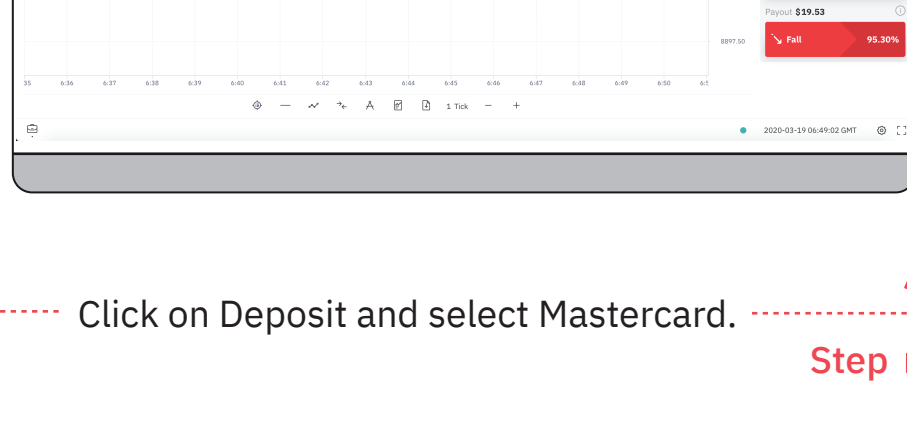 Payout $19.53
Fall 95.30%
8897.50
35 6:36 6:37 6:38 6:39 6:40 6:41 6:42 6:43 6:44 6:45 6:46 6:47 6:48 6:49 6:50
1 Tick
2020-03-19 06:49:02 GMT
Click on Deposit and select Mastercard.
Step